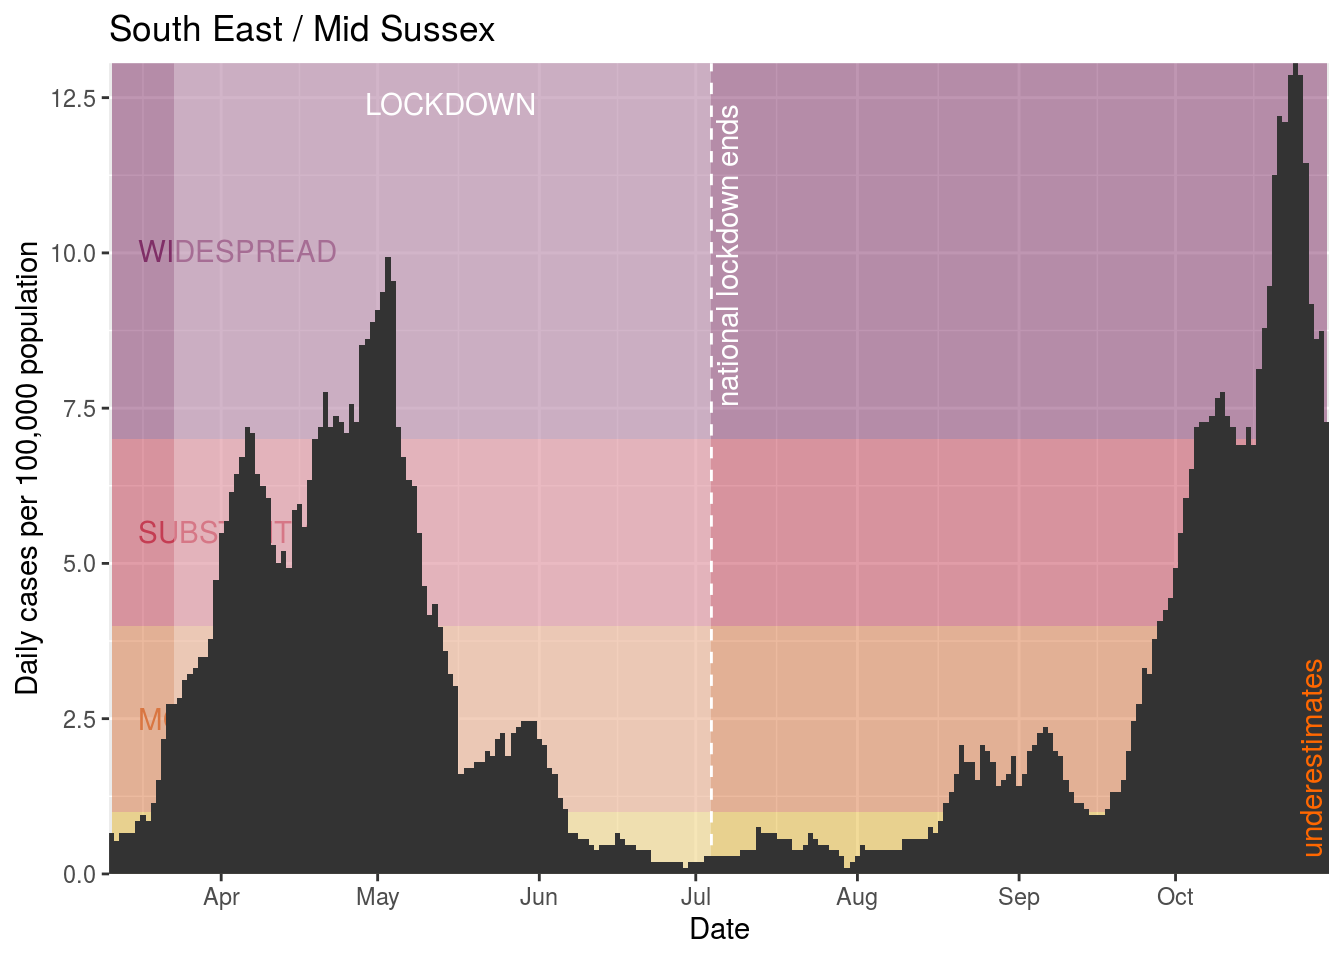 South East / Mid Sussex
Daily cases per 100,000 population
12.5
10.0
7.5
5.0
2.5
0.0
LOCKDOWN
WIDESPREAD
national lockdown ends
underestimates
Apr
May
Jun
Jul
Aug
Sep
Oct
Date